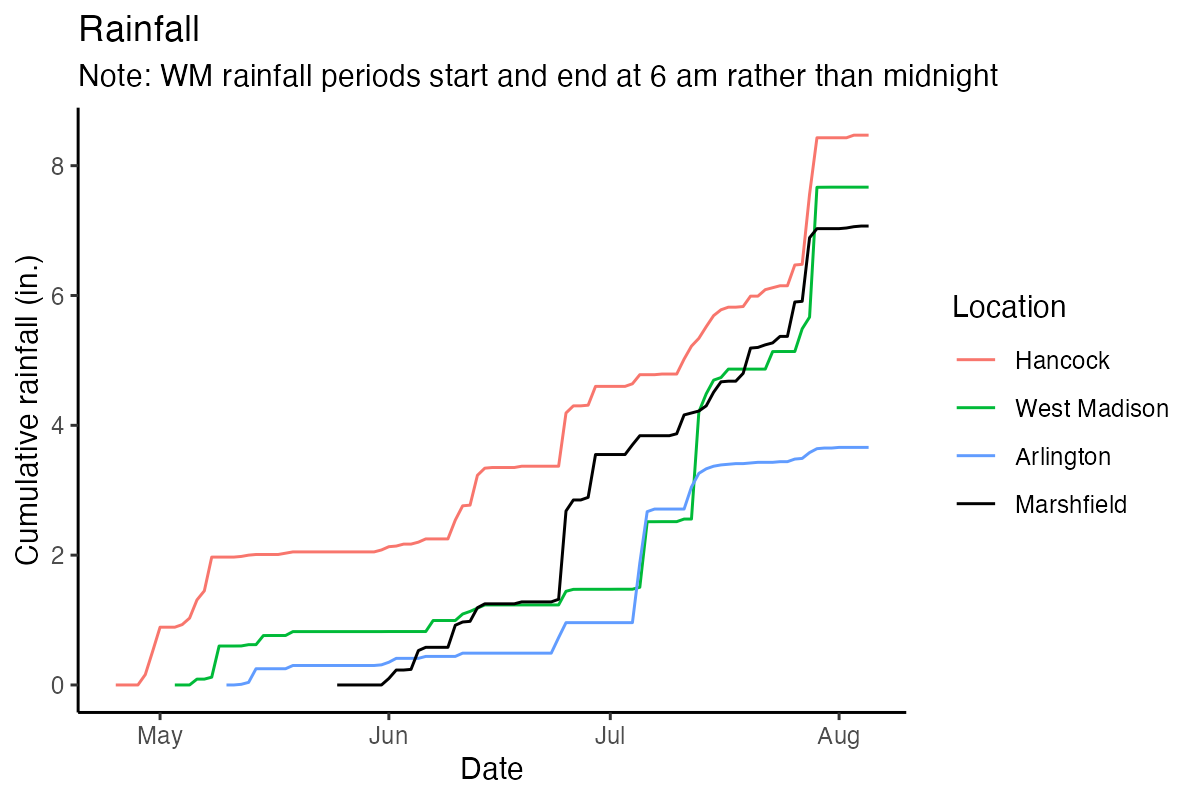 Rainfall
Note: WM rainfall periods start and end at 6 am rather than midnight
Cumulative rainfall (in.)
8
6
4
2
0
May Jun Jul Aug
Date
Location
Hancock
West Madison
Arlington
Marshfield